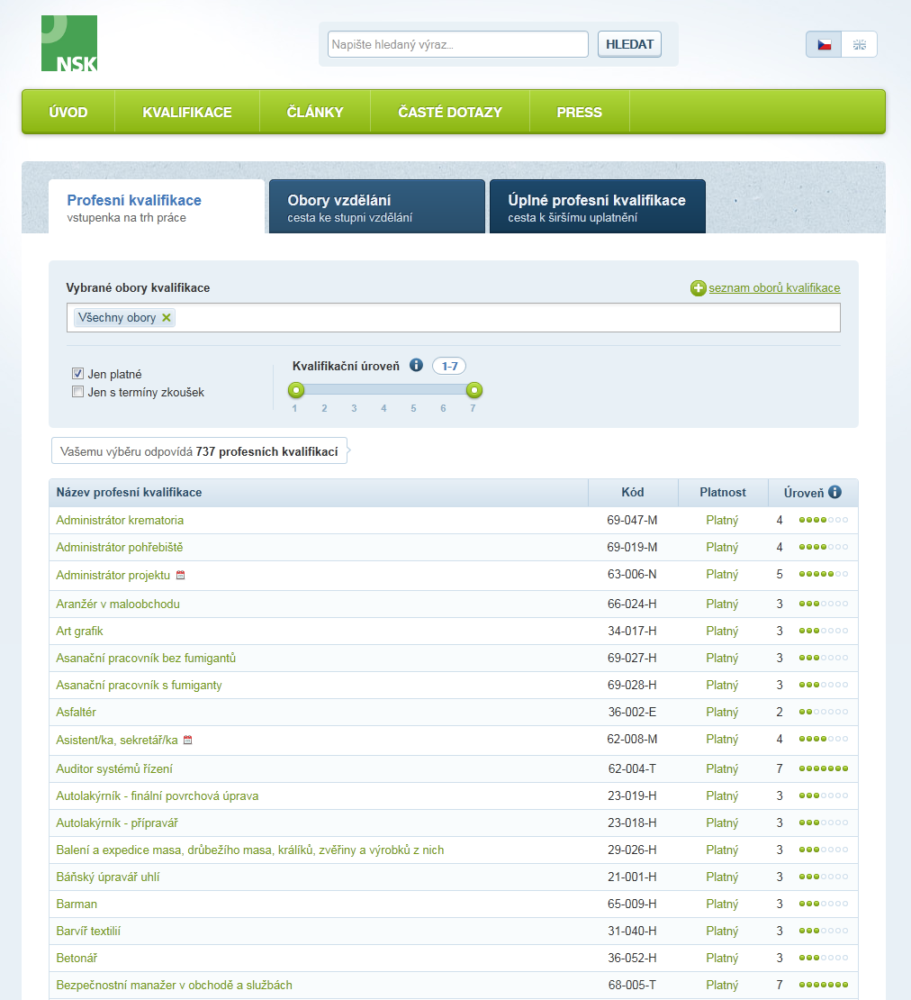 NSK
Napište hledaný výraz...
HLEDAT
ÚVOD KVALIFIKACE ČLÁNKY ČASTÉ DOTAZY PRESS
Profesní kvalifikace
vstupenka na trh práce
Obory vzdělání
cesta ke stupni vzdělání
Úplné profesní kvalifikace
cesta k širšímu uplatnění
Vybrané obory kvalifikace
seznam oborů kvalifikace
Všechny obory
Jen platné
Jen s termíny zkoušek
Kvalifikační úroveň 1-7
1 2 3 4 5 6 7
Vašemu výběru odpovídá 737 profesních kvalifikací
Název profesní kvalifikace Kód Platnost Úroveň
Administrátor krematoria 69-047-M Platný 4
Administrátor pohřebiště 69-019-M Platný 4
Administrátor projektu 63-006-N Platný 5
Aranžér v maloobchodu 66-024-H Platný 3
Art grafik 34-017-H Platný 3
Asanační pracovník bez fumigantů 69-027-H Platný 3
Asanační pracovník s fumiganty 69-028-H Platný 3
Asfaltér 36-002-E Platný 2
Asistent/ka, sekretář/ka 62-008-M Platný 4
Auditor systémů řízení 62-004-T Platný 7
Autolakýrník - finální povrchová úprava 23-019-H Platný 3
Autolakýrník - přípravář 23-018-H Platný 3
Balení a expedice masa, drůbežího masa, králíků, zvěřiny a výrobků z nich 29-026-H Platný 3
Báňský úpravář uhlí 21-001-H Platný 3
Barman 65-009-H Platný 3
Barvíř textilií 31-040-H Platný 3
Betonář 36-052-H Platný 3
Bezpečnostní manažer v obchodě a službách 68-005-T Platný 7